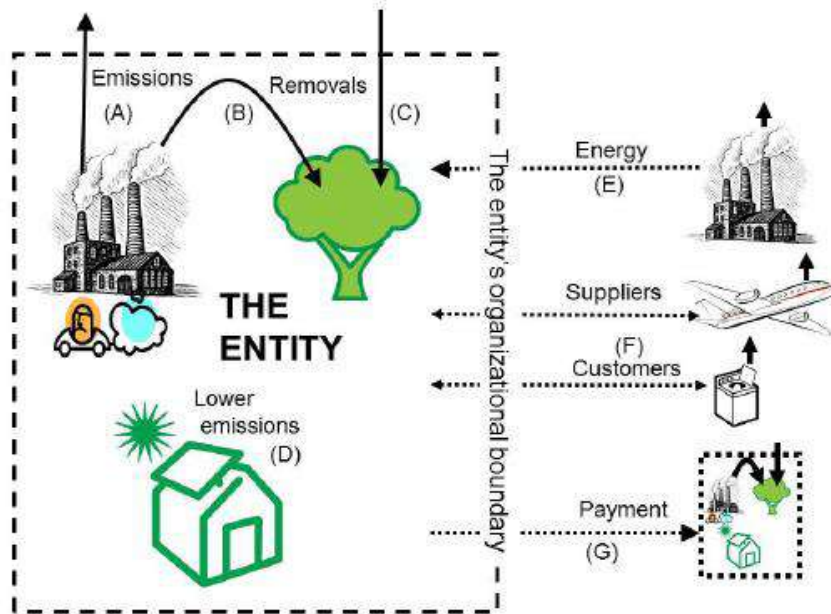 Emissions
(A)
(B)
Removals
(C)
THE
ENTITY
Lower
emissions
(D)
The entity's organizational boundary
Energy
(E)
Suppliers
(F)
Customers
Payment
(G)